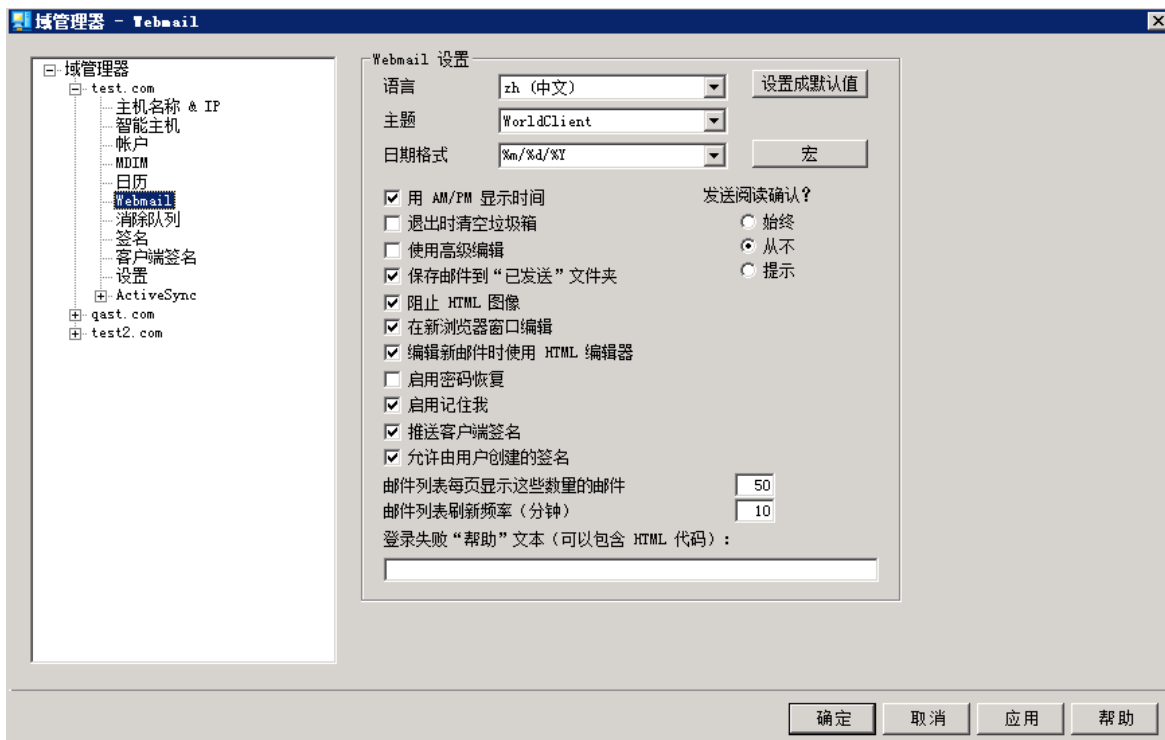 域管理器 - Webmail
域管理器
test.com
主机名称 & IP
智能主机
帐户
MDIM
日历
Webmail
消除队列
签名
客户端签名
设置
ActiveSync
qast.com
test2.com
Webmail 设置
语言 zh (中文) 设置成默认值
主题 WorldClient
日期格式 %m/%d/%Y 宏
用 AM/PM 显示时间
退出时清空垃圾箱
使用高级编辑
保存邮件到“已发送”文件夹
阻止 HTML 图像
在新浏览器窗口编辑
编辑新邮件时使用 HTML 编辑器
启用密码恢复
启用记住我
推送客户端签名
允许由用户创建的签名
发送阅读确认?
始终
从不
提示
邮件列表每页显示这些数量的邮件 50
邮件列表刷新频率（分钟） 10
登录失败“帮助”文本（可以包含 HTML 代码）:
确定 取消 应用 帮助